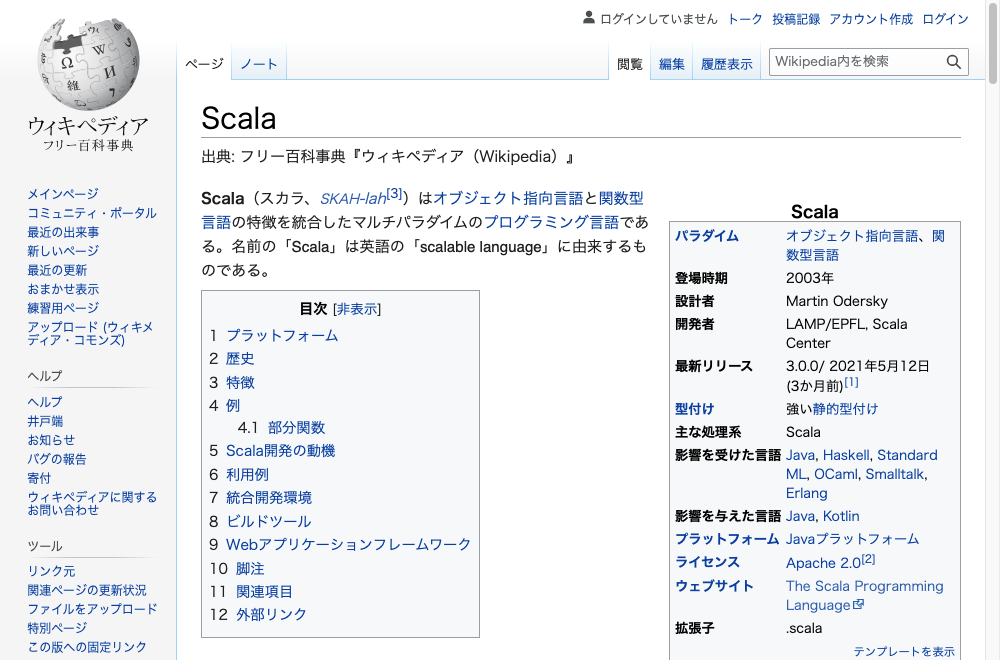 ログインしていません トーク 投稿記録 アカウント作成 ログイン
ウィキペディア
フリー百科事典
ページ ノート 閲覧 編集 履歴表示 Wikipedia内を検索
メインページ
コミュニティ・ポータル
最近の出来事
新しいページ
最近の更新
おまかせ表示
練習用ページ
アップロード (ウィキメ
ディア・コモンズ)
ヘルプ
ヘルプ
井戸端
お知らせ
バグの報告
寄付
ウィキペディアに関する
お問い合わせ
ツール
リンク元
関連ページの更新状況
ファイルをアップロード
特別ページ
この版への固定リンク
Scala
出典: フリー百科事典『ウィキペディア（Wikipedia）』
Scala（スカラ、SKAH-lah[3]）はオブジェクト指向言語と関数型
言語の特徴を統合したマルチパラダイムのプログラミング言語であ
る。名前の「Scala」は英語の「scalable language」に由来するも
のである。
目次 [非表示]
1 プラットフォーム
2 歴史
3 特徴
4 例
4.1 部分関数
5 Scala開発の動機
6 利用例
7 統合開発環境
8 ビルドツール
9 Webアプリケーションフレームワーク
10 脚注
11 関連項目
12 外部リンク
Scala
パラダイム オブジェクト指向言語、関
数型言語
登場時期 2003年
設計者 Martin Odersky
開発者 LAMP/EPFL, Scala
Center
最新リリース 3.0.0/ 2021年5月12日
(3か月前)[1]
型付け 強い静的型付け
主な処理系 Scala
影響を受けた言語 Java, Haskell, Standard
ML, OCaml, Smalltalk,
Erlang
影響を与えた言語 Java, Kotlin
プラットフォーム Javaプラットフォーム
ライセンス Apache 2.0[2]
ウェブサイト The Scala Programming
Language
拡張子 .scala
テンプレートを表示